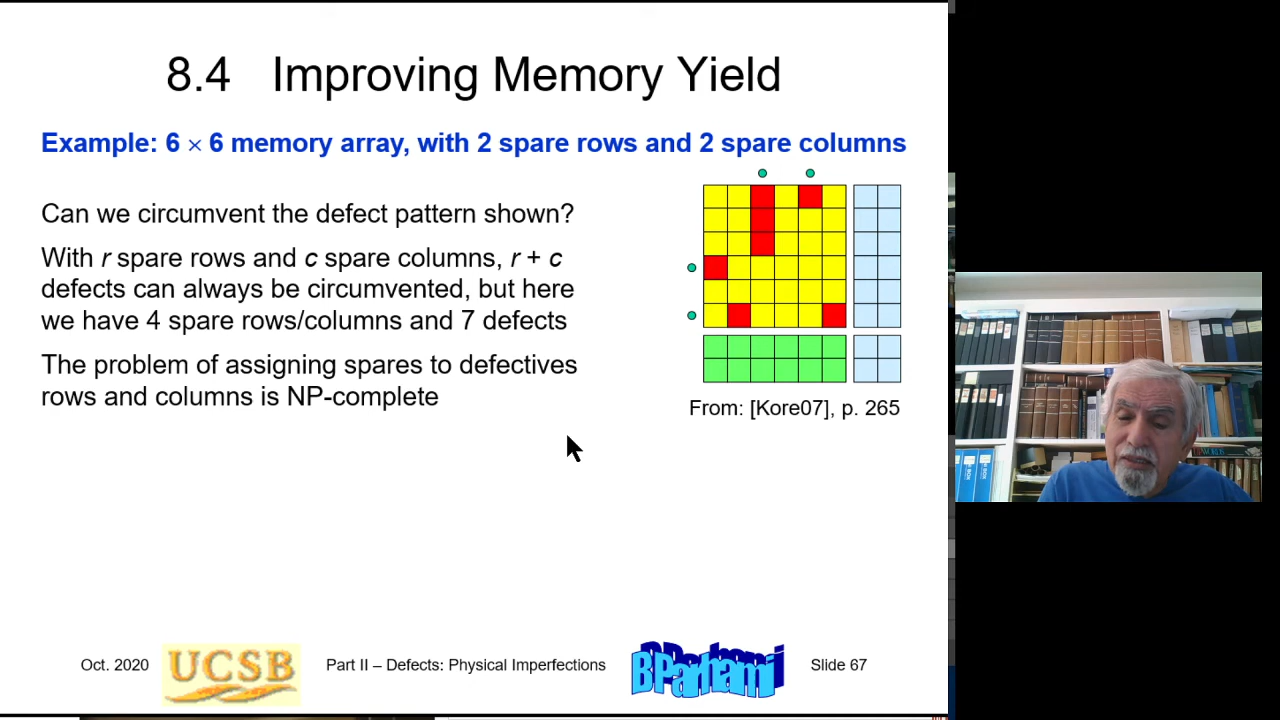 8.4 Improving Memory Yield
Example: 6 × 6 memory array, with 2 spare rows and 2 spare columns
Can we circumvent the defect pattern shown?
With r spare rows and c spare columns, r + c
defects can always be circumvented, but here
we have 4 spare rows/columns and 7 defects
The problem of assigning spares to defectives
rows and columns is NP-complete
From: [Kore07], p. 265
Oct. 2020
UCSB
Part II – Defects: Physical Imperfections
BParhami
Slide 67